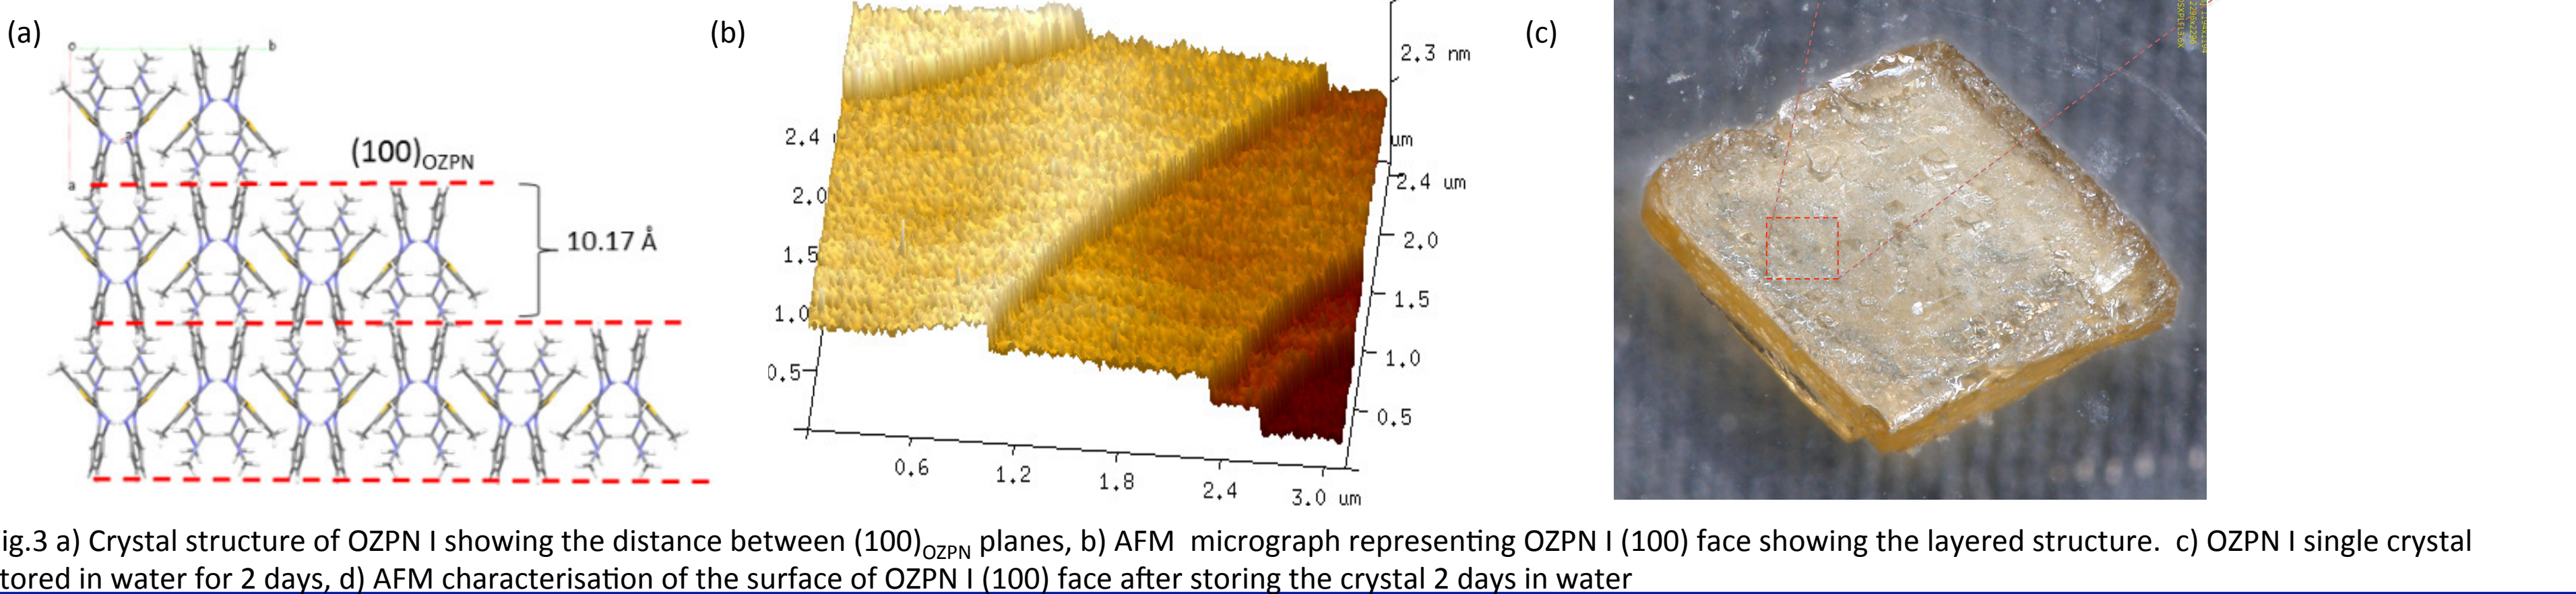 (a)
c
b
a
a
(100)OZPN
10.17 Å
(b)
2.3 nm
um
2.4 um
2.0
1.5
1.0
0.5
2.4
2.0
1.5
1.0
0.5
0.6
1.2
1.8
2.4
3.0 um
(c)
ig.3 a) Crystal structure of OZPN I showing the distance between (100)OZPN planes, b) AFM micrograph representing OZPN I (100) face showing the layered structure. c) OZPN I single crystal
tored in water for 2 days, d) AFM characterisation of the surface of OZPN I (100) face after storing the crystal 2 days in water